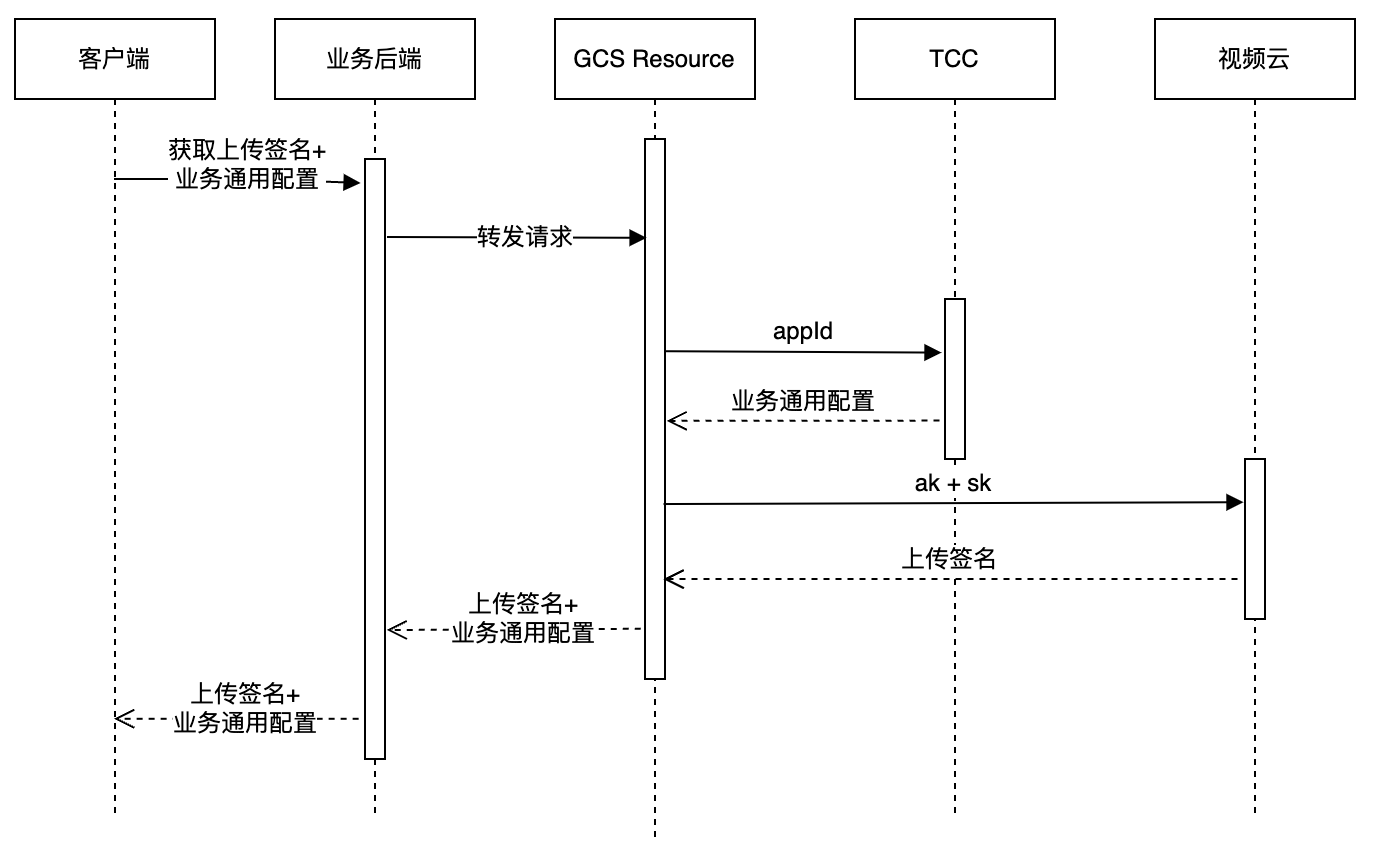 客户端
业务后端
GCS Resource
TCC
视频云
获取上传签名+
业务通用配置
转发请求
appId
业务通用配置
ak + sk
上传签名
上传签名+
业务通用配置
上传签名+
业务通用配置